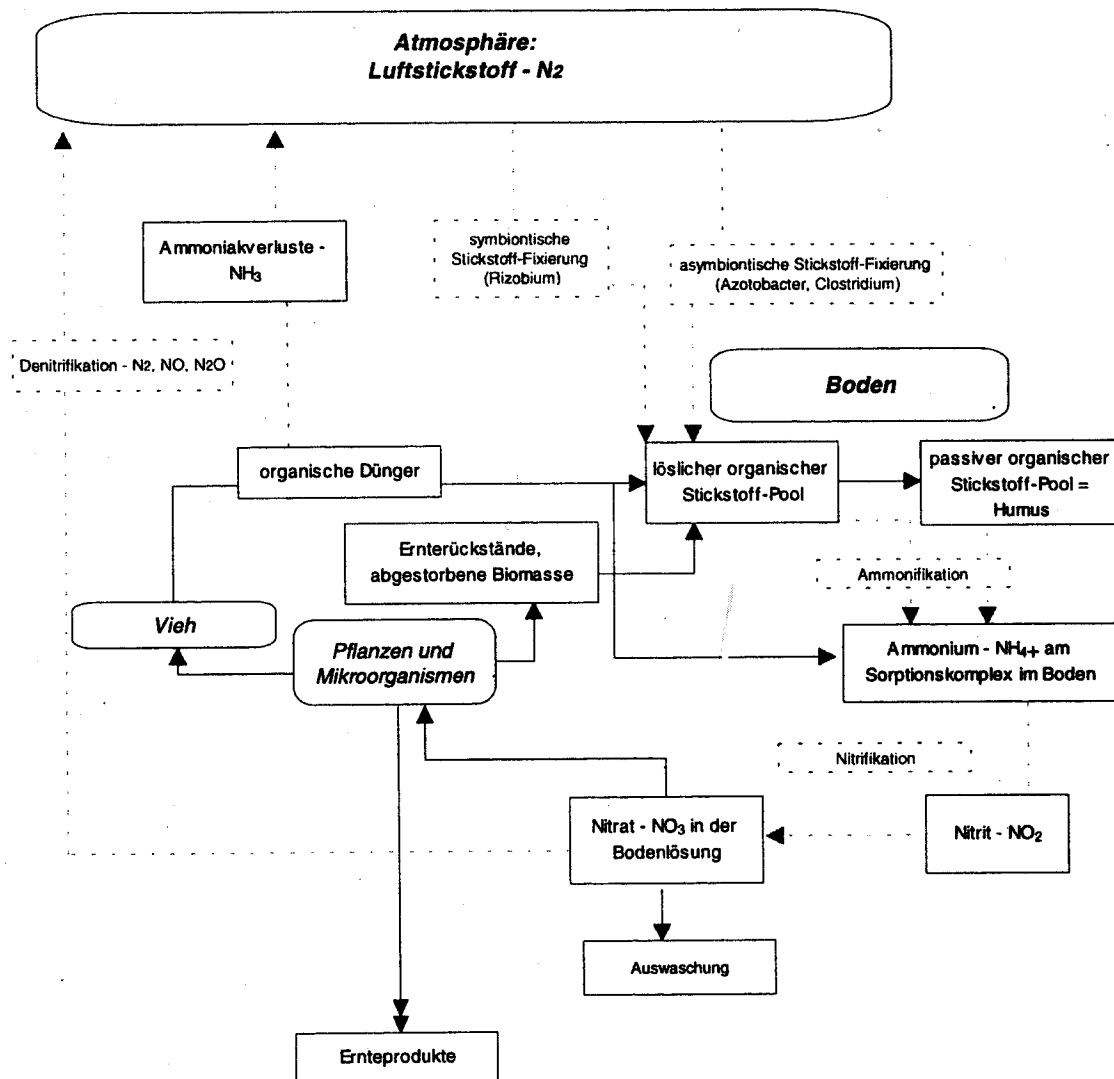 Atmosphäre:
Luftstickstoff - N2
Ammoniakverluste -
NH3
symbiontische
Stickstoff-Fixierung
(Rizobium)
asymbiontische Stickstoff-Fixierung
(Azotobacter, Clostridium)
Denitrifikation - N2, NO, N2O
Boden
organische Dünger
löslicher organischer
Stickstoff-Pool
passiver organischer
Stickstoff-Pool =
Humus
Ernterückstände,
abgestorbene Biomasse
Ammonifikation
Vieh
Pflanzen und
Mikroorganismen
Ammonium - NH4+ am
Sorptionskomplex im Boden
Nitrifikation
Nitrat - NO3 in der
Bodenlösung
Nitrit - NO2
Auswaschung
Ernteprodukte